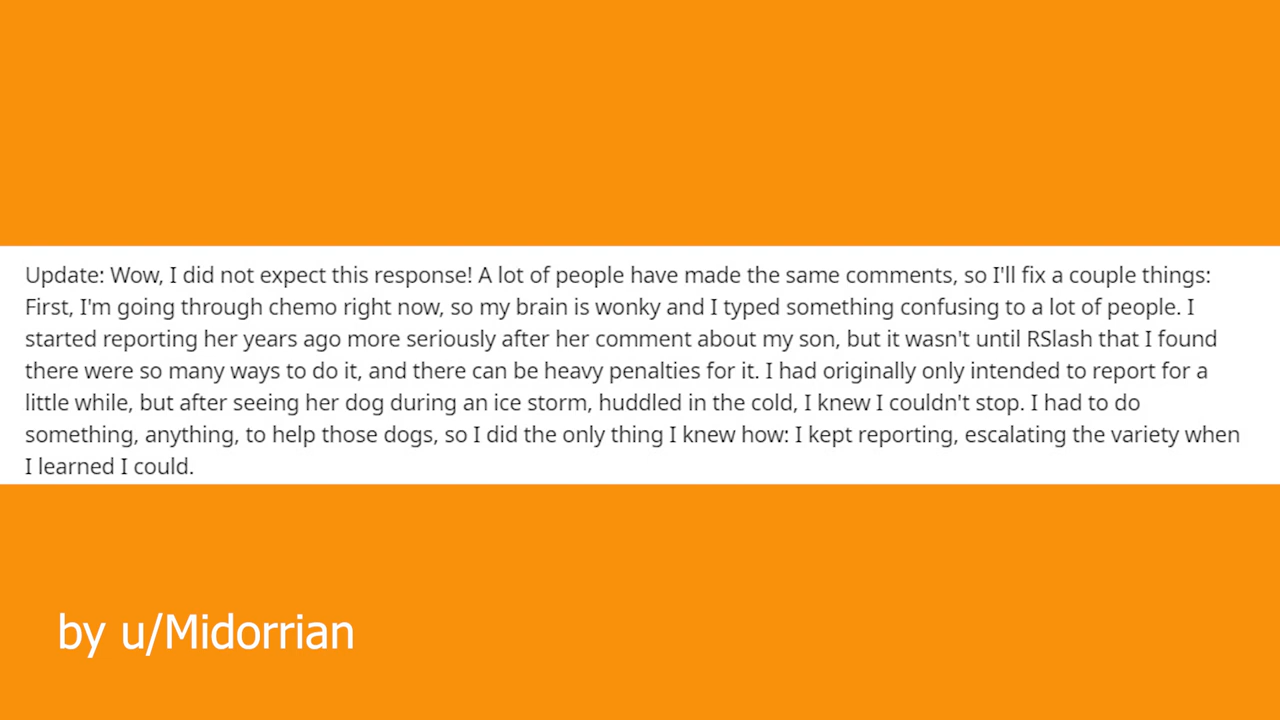 Update: Wow, I did not expect this response! A lot of people have made the same comments, so I'll fix a couple things:
First, I'm going through chemo right now, so my brain is wonky and I typed something confusing to a lot of people. I
started reporting her years ago more seriously after her comment about my son, but it wasn't until RSlash that I found
there were so many ways to do it, and there can be heavy penalties for it. I had originally only intended to report for a
little while, but after seeing her dog during an ice storm, huddled in the cold, I knew I couldn't stop. I had to do
something, anything, to help those dogs, so I did the only thing I knew how: I kept reporting, escalating the variety when
I learned I could.
by u/Midorrian